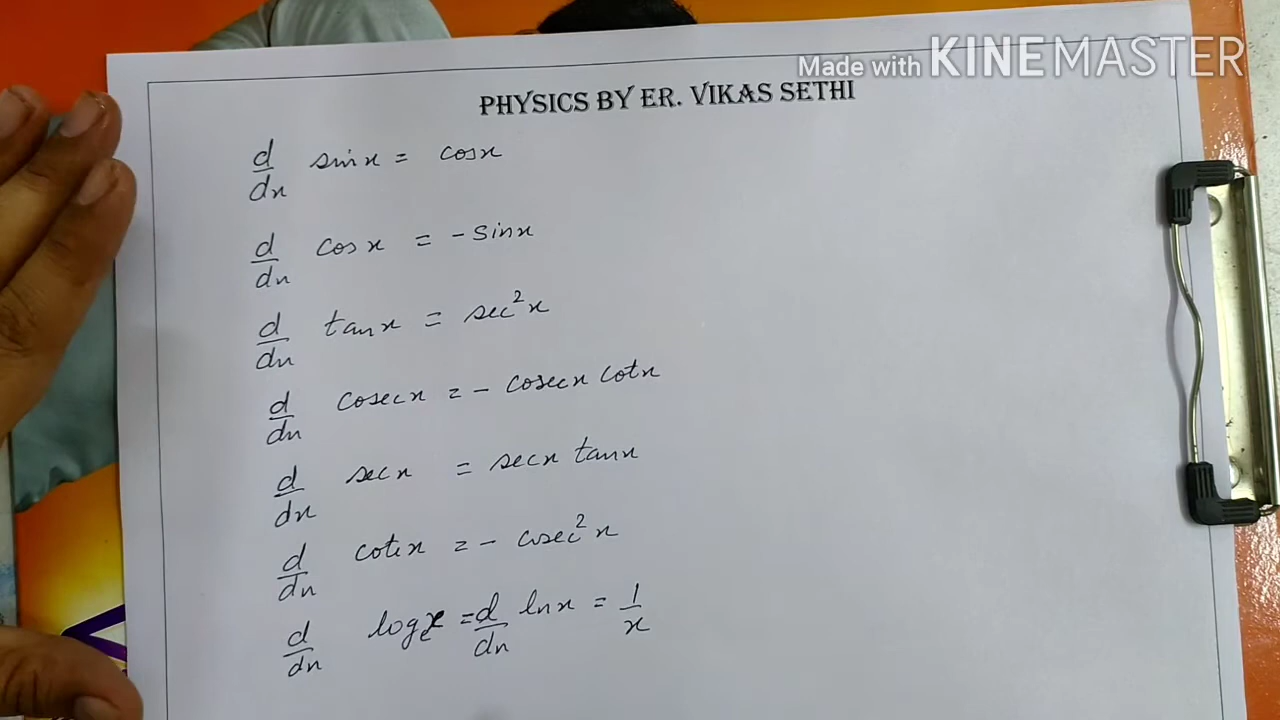 Made with KINEMASTER
PHYSICS BY ER. VIKAS SETHI
d/dx sinx = cosx
d/dx cosx = -sinx
d/dx tanx = sec²x
d/dx cosecx = - cosecx cotx
d/dx secx = secx tanx
d/dx cotx = - cosec²x
d/dx logₑx = d/dx lnx = 1/x